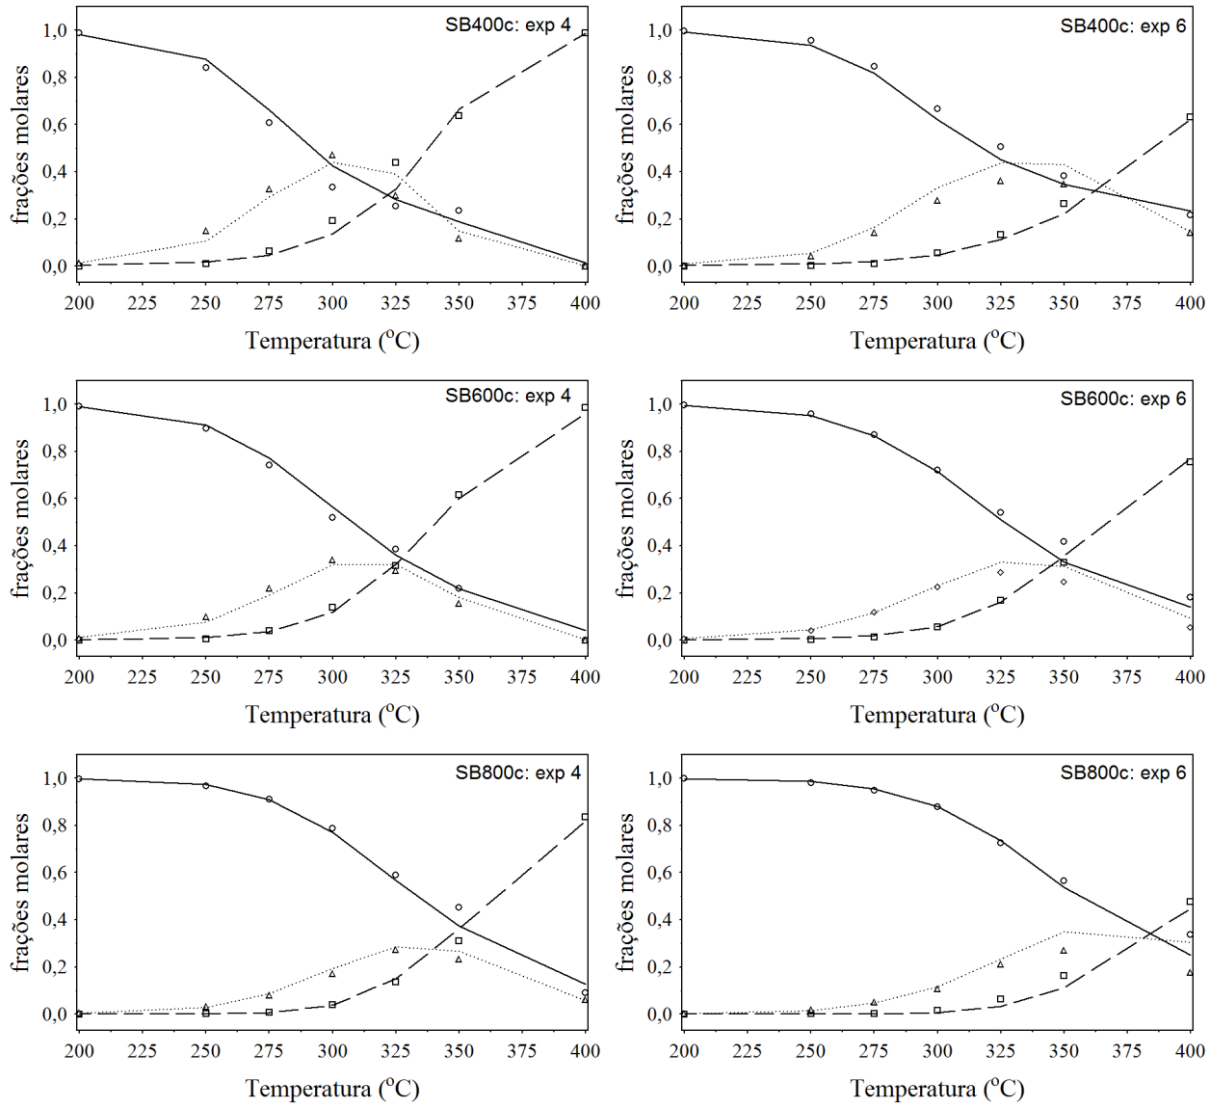 SB400c: exp 4
frações molares
1,0
0,8
0,6
0,4
0,2
0,0
200 225 250 275 300 325 350 375 400
Temperatura (°C)
SB400c: exp 6
frações molares
1,0
0,8
0,6
0,4
0,2
0,0
200 225 250 275 300 325 350 375 400
Temperatura (°C)
SB600c: exp 4
frações molares
1,0
0,8
0,6
0,4
0,2
0,0
200 225 250 275 300 325 350 375 400
Temperatura (°C)
SB600c: exp 6
frações molares
1,0
0,8
0,6
0,4
0,2
0,0
200 225 250 275 300 325 350 375 400
Temperatura (°C)
SB800c: exp 4
frações molares
1,0
0,8
0,6
0,4
0,2
0,0
200 225 250 275 300 325 350 375 400
Temperatura (°C)
SB800c: exp 6
frações molares
1,0
0,8
0,6
0,4
0,2
0,0
200 225 250 275 300 325 350 375 400
Temperatura (°C)